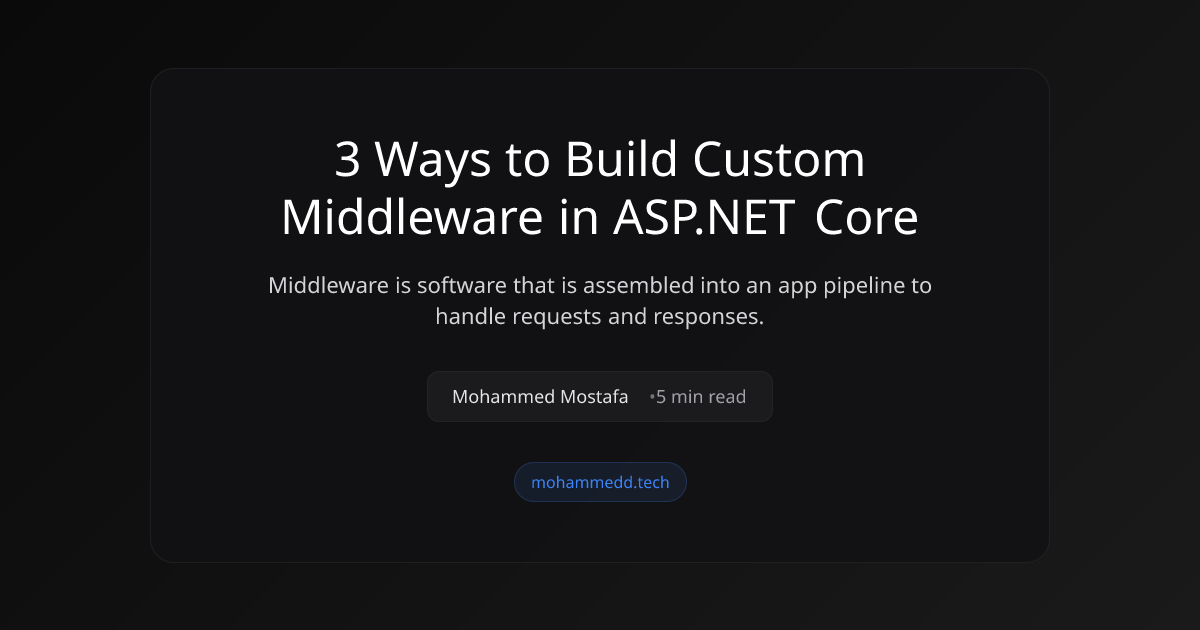 3 Ways to Build Custom
Middleware in ASP.NET Core
Middleware is software that is assembled into an app pipeline to
handle requests and responses.
Mohammed Mostafa •5 min read
mohammedd.tech